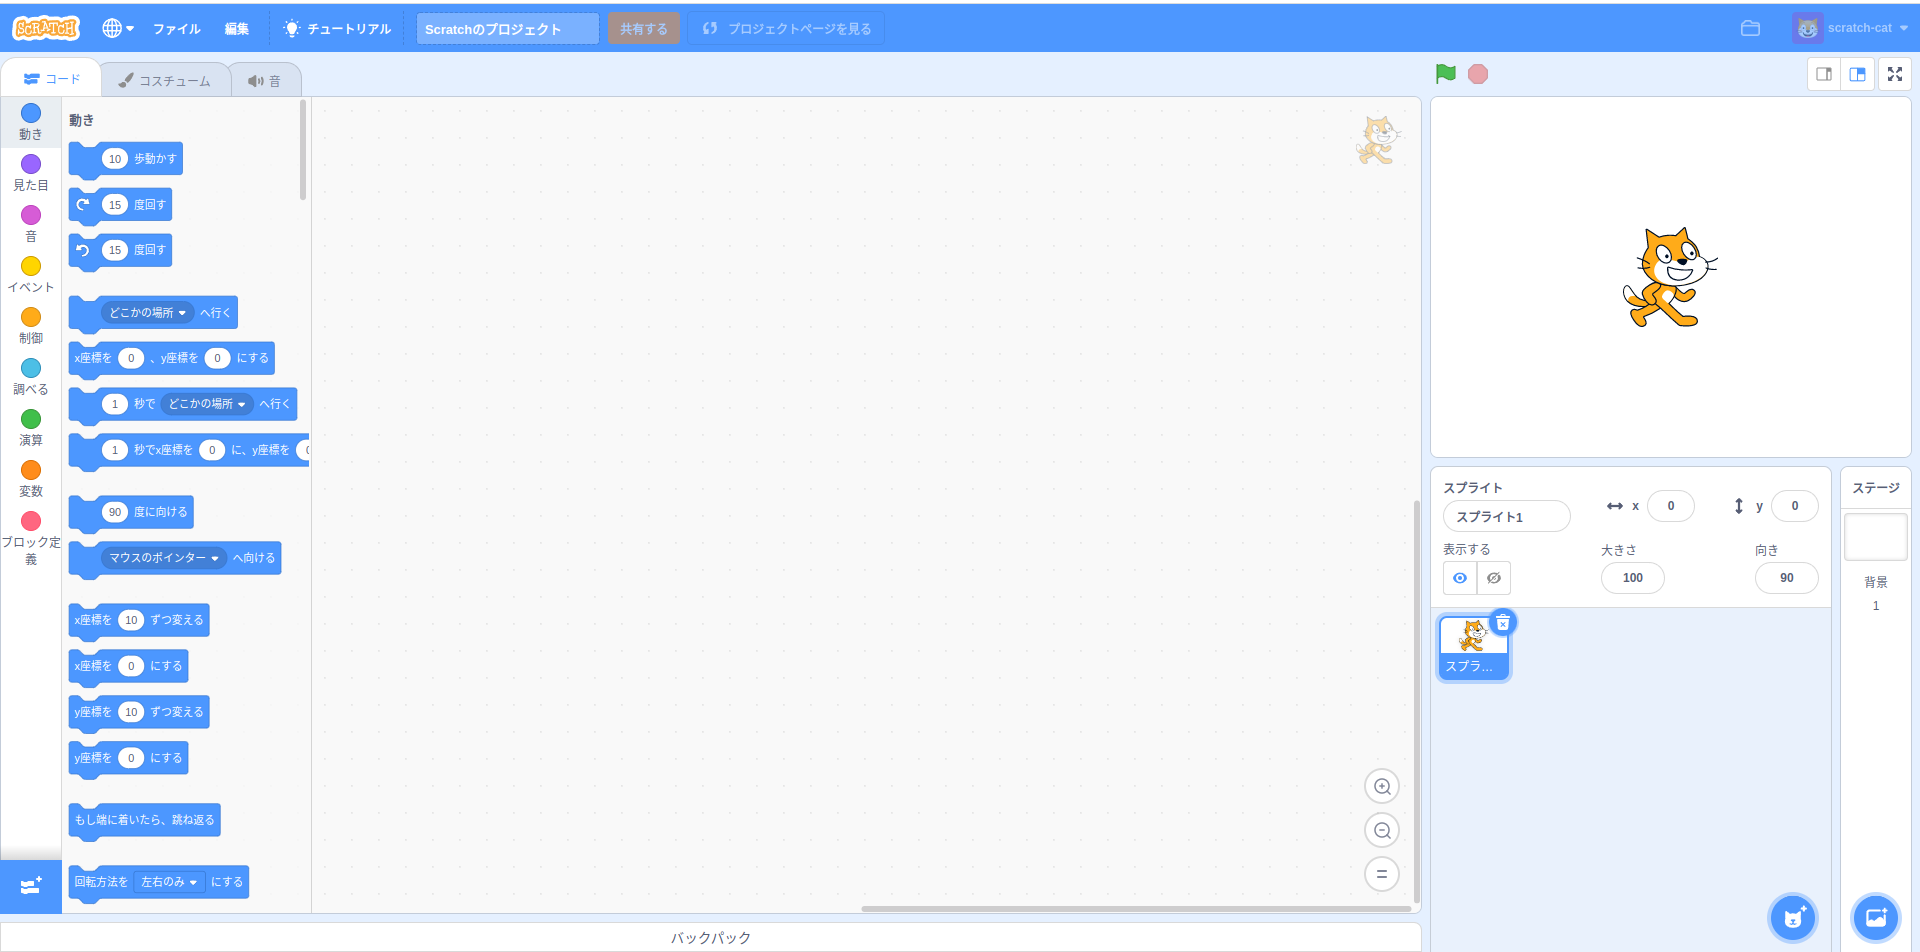 SCRATCH
ファイル
編集
チュートリアル
Scratchのプロジェクト
共有する
プロジェクトページを見る
scratch-cat
コード
コスチューム
音
動き
見た目
音
イベント
制御
調べる
演算
変数
ブロック定
義
動き
10 歩動かす
15 度回す
15 度回す
どこかの場所 へ行く
x座標を 0 、y座標を 0 にする
1 秒で どこかの場所 へ行く
1 秒でx座標を 0 に、y座標を
90 度に向ける
マウスのポインター へ向ける
x座標を 10 ずつ変える
x座標を 0 にする
y座標を 10 ずつ変える
y座標を 0 にする
もし端に着いたら、跳ね返る
回転方法を 左右のみ にする
バックパック
スプライト
スプライト1
x 0
y 0
表示する
大きさ
100
向き
90
スプラ...
ステージ
背景
1